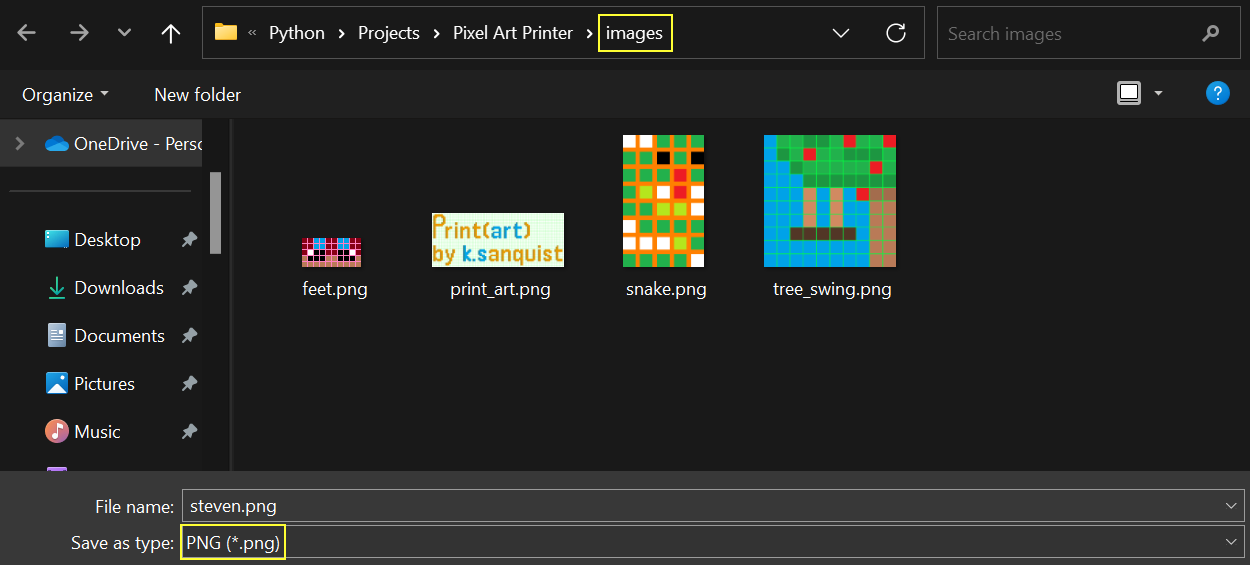 « Python > Projects > Pixel Art Printer > images
Search images
Organize
New folder
?
OneDrive - Perso
Desktop
Downloads
Documents
Pictures
Music
Print(art)
by k.sanquist
feet.png
print_art.png
snake.png
tree_swing.png
File name: steven.png
Save as type: PNG (*.png)